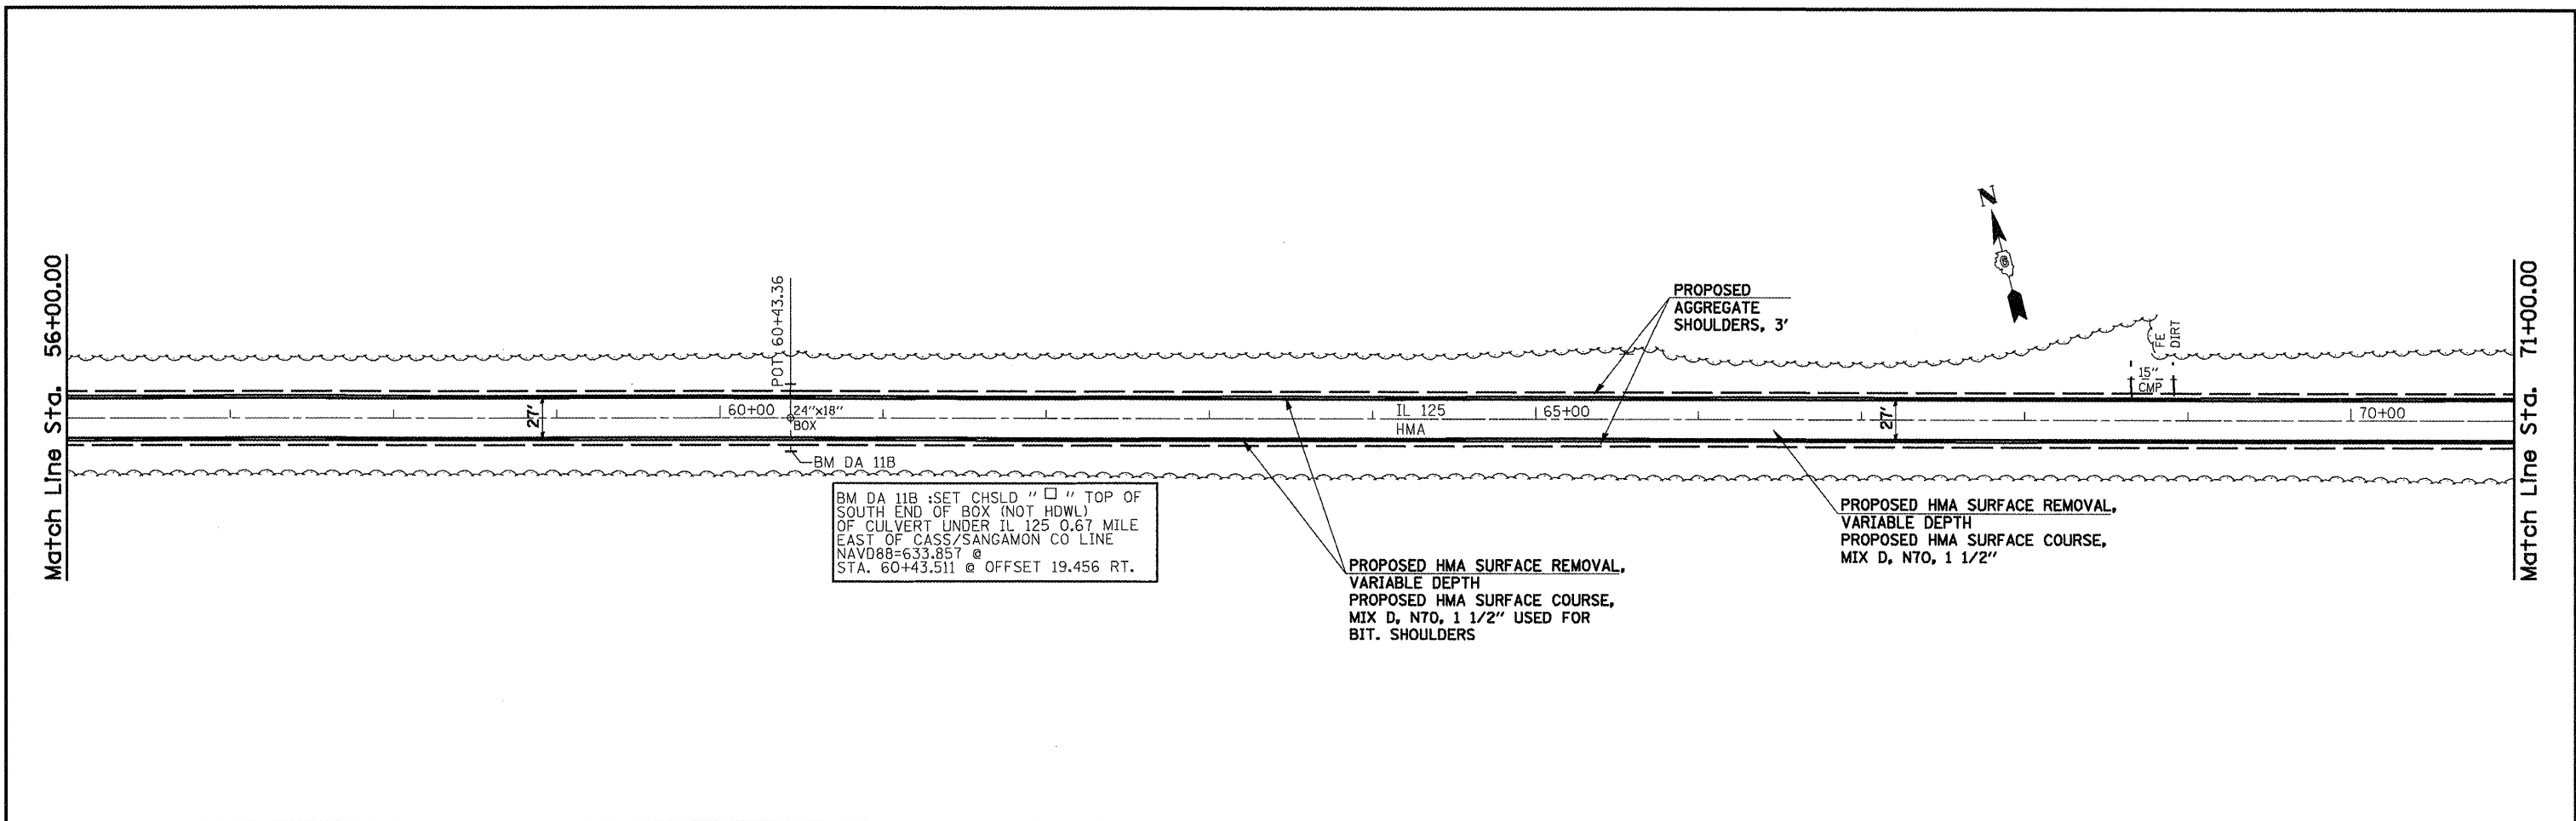 Match Line Sta. 56+00.00
POT 60+43.36
27'
60+00
24"x18"
BOX
BM DA 11B
BM DA 11B :SET CHSLD " □ " TOP OF
SOUTH END OF BOX (NOT HDWL)
OF CULVERT UNDER IL 125 0.67 MILE
EAST OF CASS/SANGAMON CO LINE
NAVD88=633.857 @
STA. 60+43.511 @ OFFSET 19.456 RT.
IL 125
HMA
65+00
PROPOSED
AGGREGATE
SHOULDERS, 3'
PROPOSED HMA SURFACE REMOVAL,
VARIABLE DEPTH
PROPOSED HMA SURFACE COURSE,
MIX D, N70, 1 1/2" USED FOR
BIT. SHOULDERS
27'
PROPOSED HMA SURFACE REMOVAL,
VARIABLE DEPTH
PROPOSED HMA SURFACE COURSE,
MIX D, N70, 1 1/2"
N
15"
CMP
FE
DIRT
70+00
Match Line Sta. 71+00.00